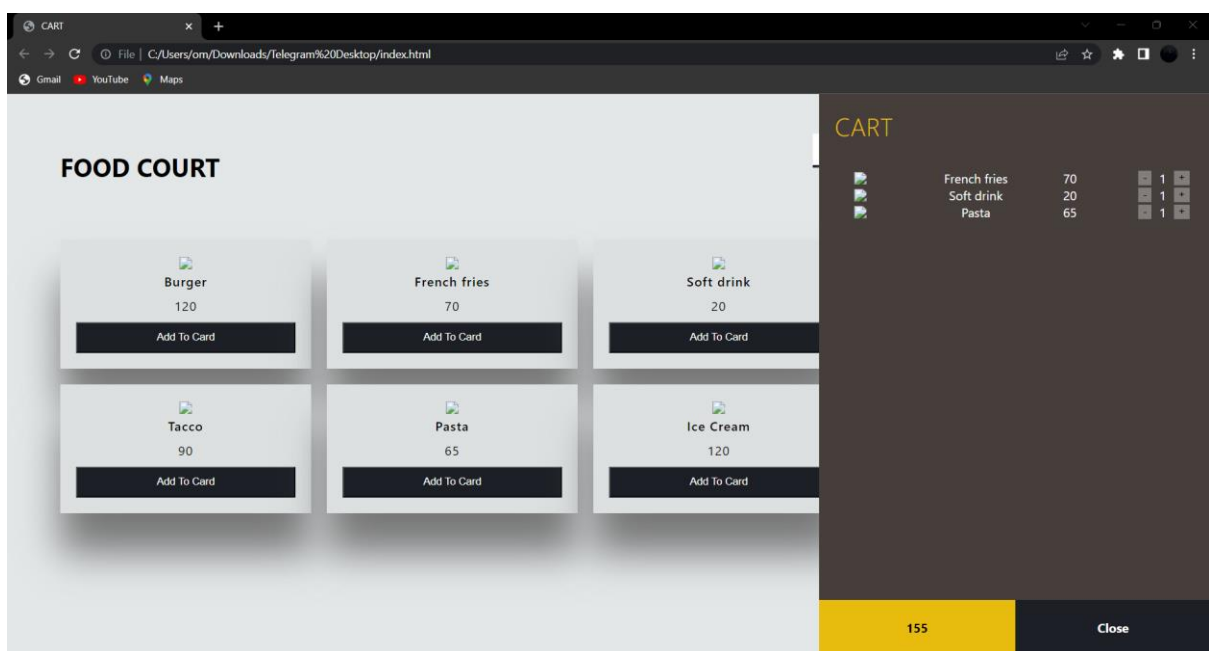 CART
File | C:/Users/om/Downloads/Telegram%20Desktop/index.html
Gmail YouTube Maps
FOOD COURT
Burger French fries Soft drink
120 70 20
Add To Card Add To Card Add To Card
Tacco Pasta Ice Cream
90 65 120
Add To Card Add To Card Add To Card
CART
French fries 70 - 1 +
Soft drink 20 - 1 +
Pasta 65 - 1 +
155 Close